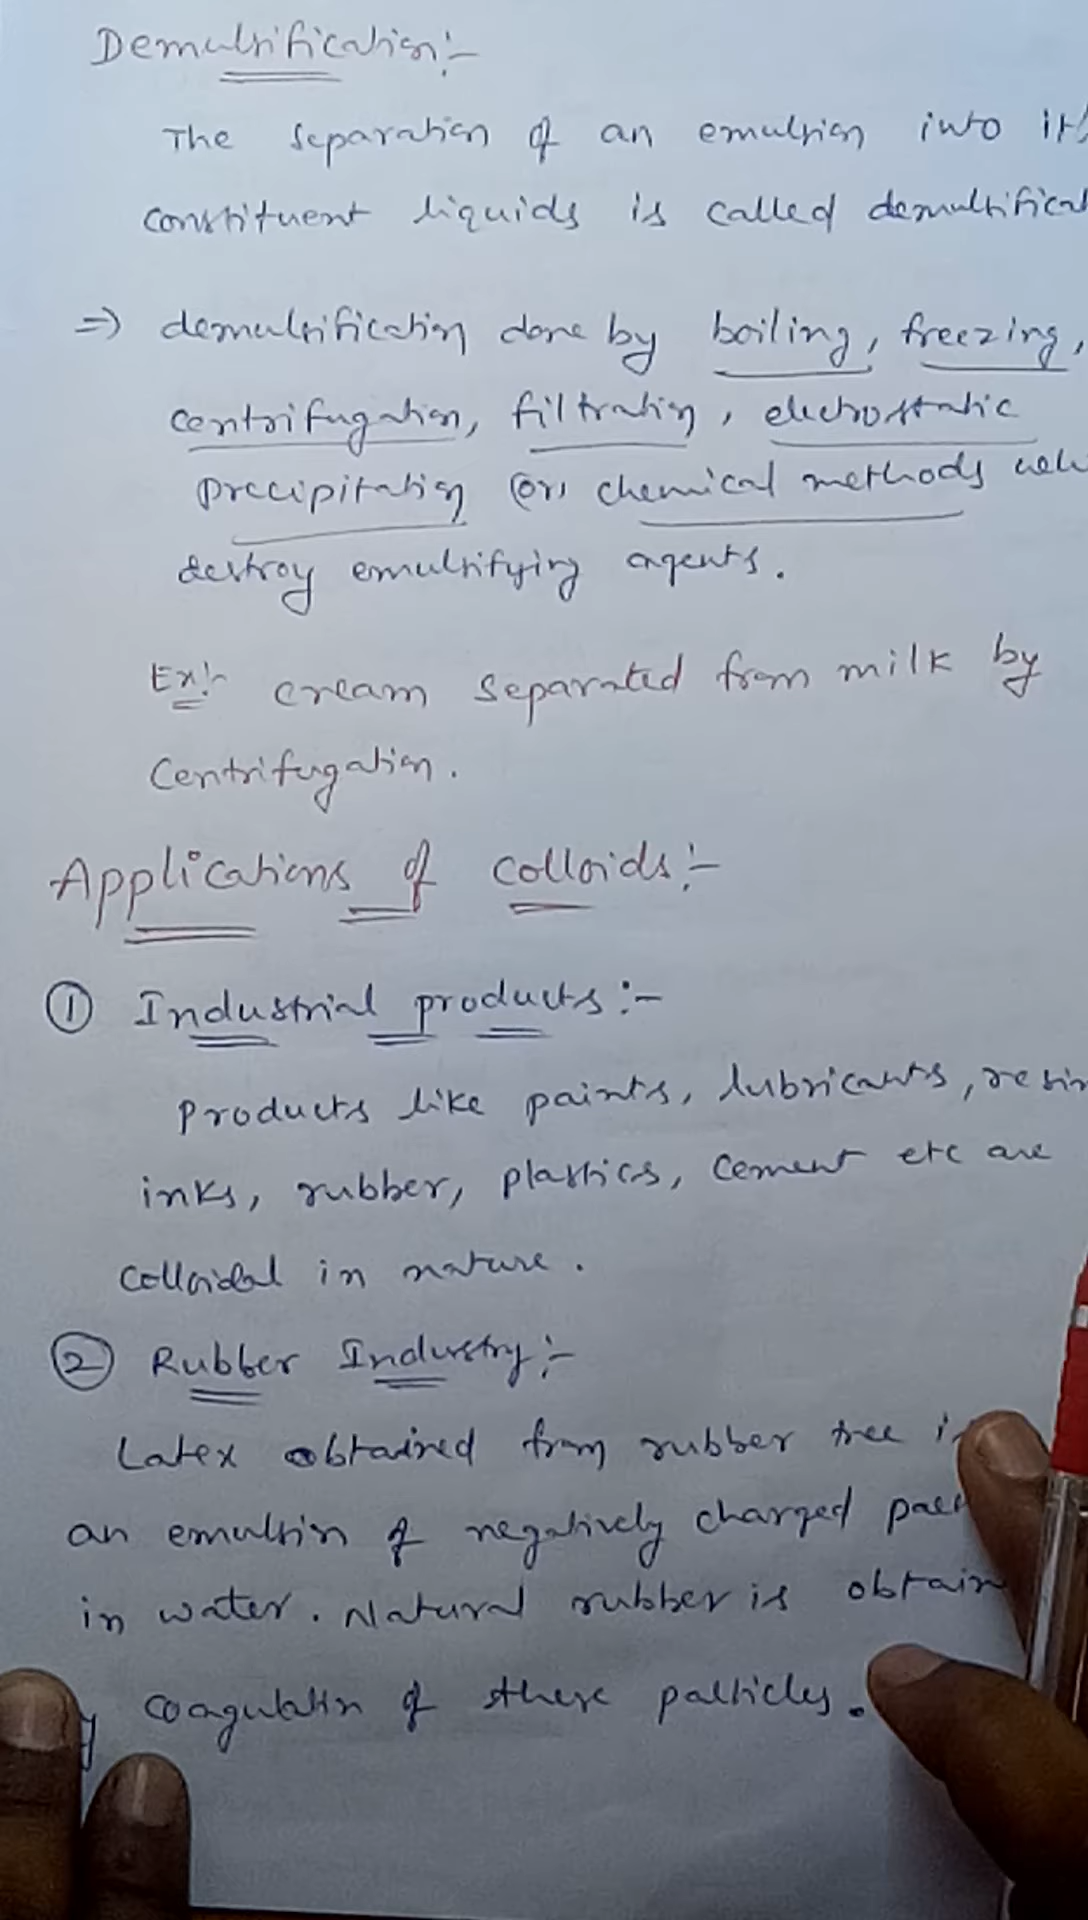 Demulsification:-
The separation of an emulsion into its
constituent liquids is called demulsificat
=> demulsification done by boiling, freezing,
centrifugation, filtration, electrostatic
precipitation (or) chemical methods
destroy emulsifying agents.
Ex:- cream separated from milk by
Centrifugation.
Applications of colloids:-
① Industrial products:-
Products like paints, lubricants, resin
inks, rubber, plastics, cement etc are
colloidal in nature.
② Rubber Industry:-
Latex obtained from rubber tree is
an emulsion of negatively charged
in water. Natural rubber is obtain
coagulation of these particles.